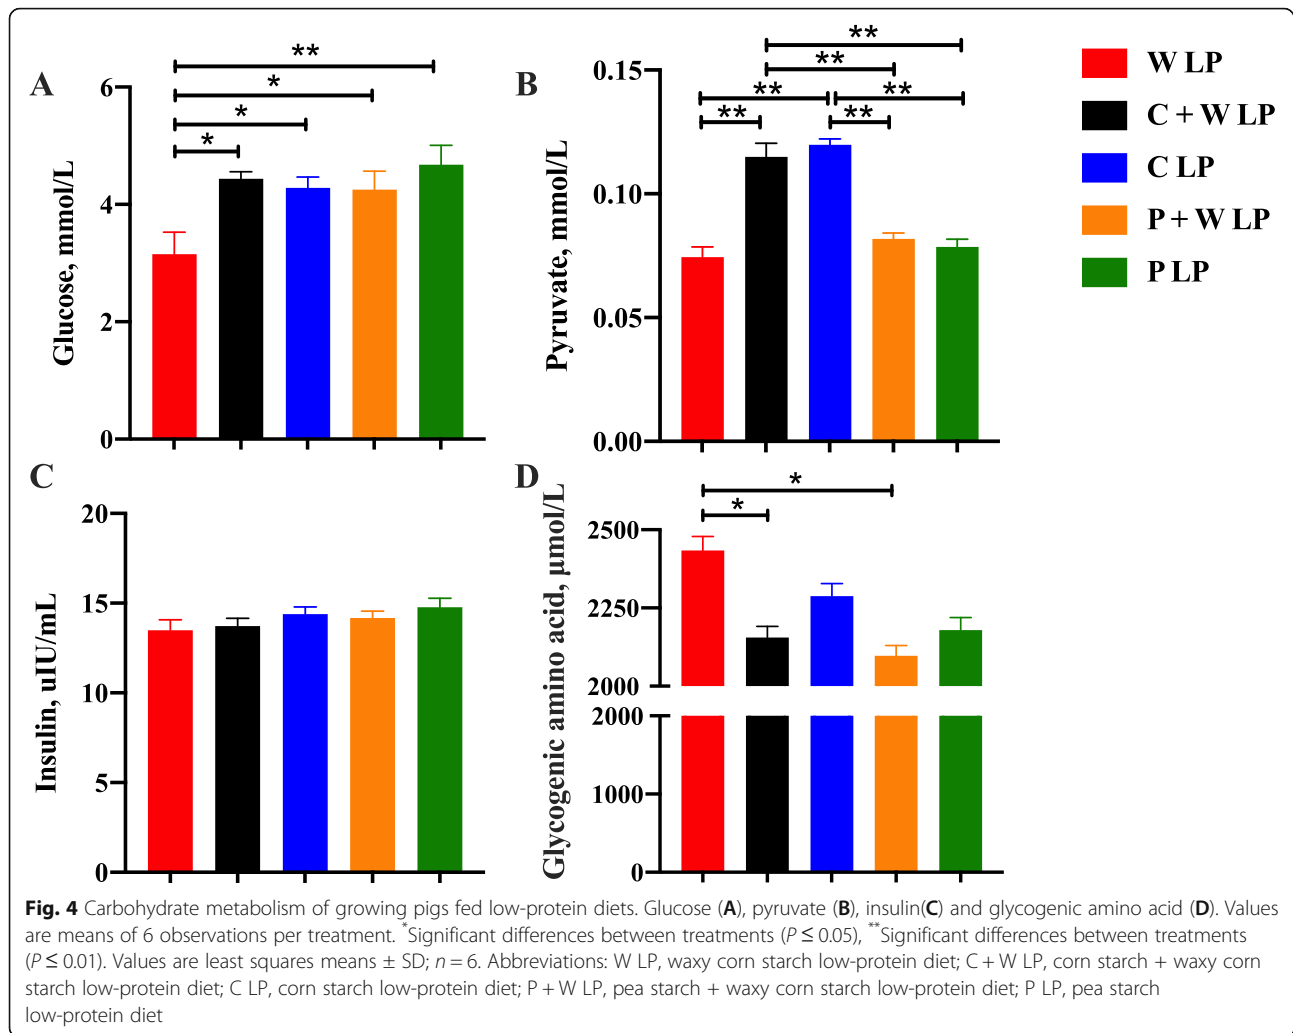 A
Glucose, mmol/L
6
4
2
0
*
*
*
**
B
Pyruvate, mmol/L
0.15
0.10
0.05
0.00
**
**
**
**
**
**
W LP
C + W LP
C LP
P + W LP
P LP
C
Insulin, uIU/mL
20
15
10
5
0
D
Glycogenic amino acid, µmol/L
2500
2250
2000
2000
1000
0
*
*
Fig. 4 Carbohydrate metabolism of growing pigs fed low-protein diets. Glucose (A), pyruvate (B), insulin(C) and glycogenic amino acid (D). Values
are means of 6 observations per treatment. *Significant differences between treatments (P ≤ 0.05), **Significant differences between treatments
(P ≤ 0.01). Values are least squares means ± SD; n = 6. Abbreviations: W LP, waxy corn starch low-protein diet; C + W LP, corn starch + waxy corn
starch low-protein diet; C LP, corn starch low-protein diet; P + W LP, pea starch + waxy corn starch low-protein diet; P LP, pea starch
low-protein diet